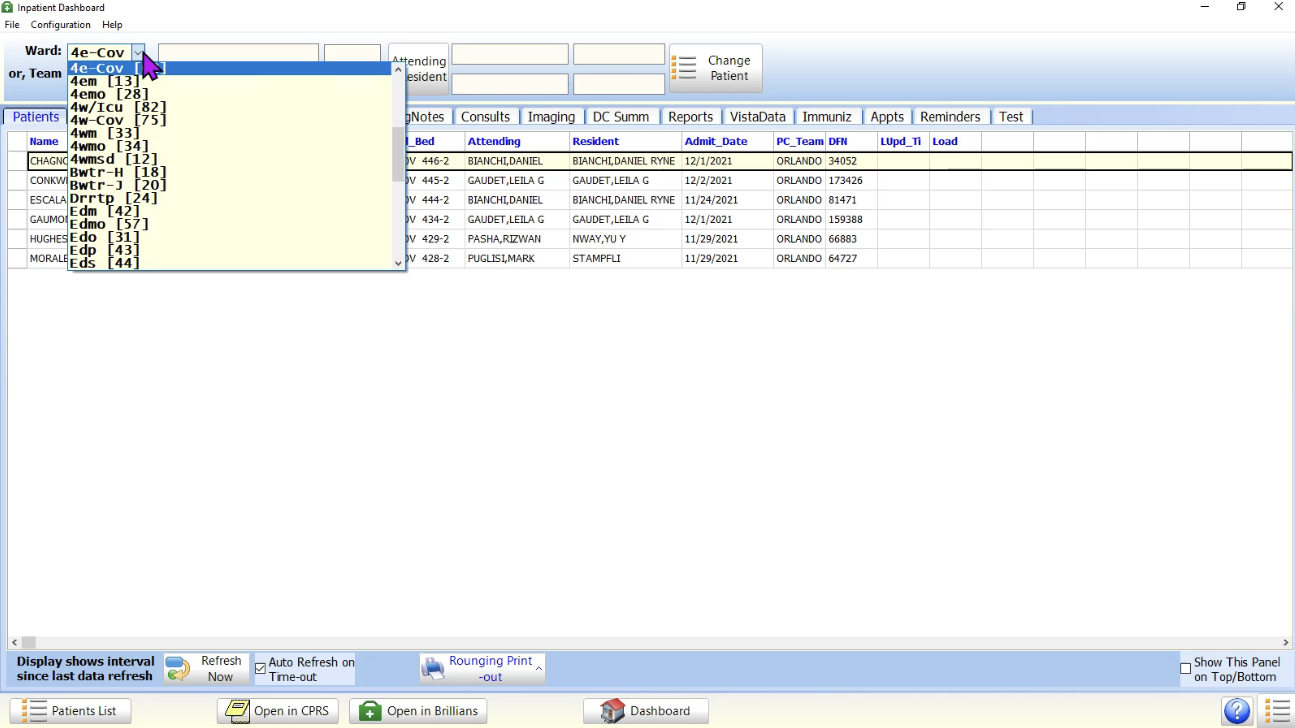 Inpatient Dashboard
File Configuration Help
Ward: 4e-Cov
or, Team
Attending
Resident
Change
Patient
4e-Cov
4em [13]
4emo [28]
4w/Icu [82]
4w-Cov [75]
4wm [33]
4wmo [34]
4wmsd [12]
Bwtr-H [18]
Bwtr-J [20]
Drrtp [24]
Edm [42]
Edmo [57]
Edo [31]
Edp [43]
Eds [44]
Patients gNotes Consults Imaging DC Summ Reports VistaData Immuniz Appts Reminders Test
Name _Bed Attending Resident Admit_Date PC_Team DFN LUpd_Ti Load
CHAGNO OV 446-2 BIANCHI,DANIEL BIANCHI,DANIEL RYNE 12/1/2021 ORLANDO 34052
CONKWI OV 445-2 GAUDET,LEILA G GAUDET,LEILA G 12/2/2021 ORLANDO 173426
ESCALA OV 444-2 BIANCHI,DANIEL BIANCHI,DANIEL RYNE 11/24/2021 ORLANDO 81471
GAUMON OV 434-2 GAUDET,LEILA G GAUDET,LEILA G 12/1/2021 ORLANDO 159388
HUGHES OV 429-2 PASHA,RIZWAN NWAY,YU Y 11/29/2021 ORLANDO 66883
MORALE OV 428-2 PUGLISI,MARK STAMPFLI 11/29/2021 ORLANDO 64727
Display shows interval
since last data refresh
Refresh
Now
Auto Refresh on
Time-out
Rounging Print
-out
Show This Panel
on Top/Bottom
Patients List Open in CPRS Open in Brillians Dashboard